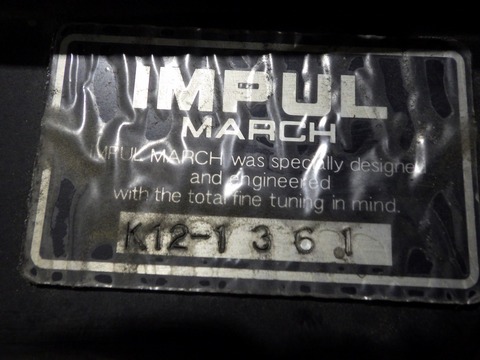 IMPUL
MARCH
IMPUL MARCH was specially designed
and engineered
with the total fine tuning in mind.
K12-1361